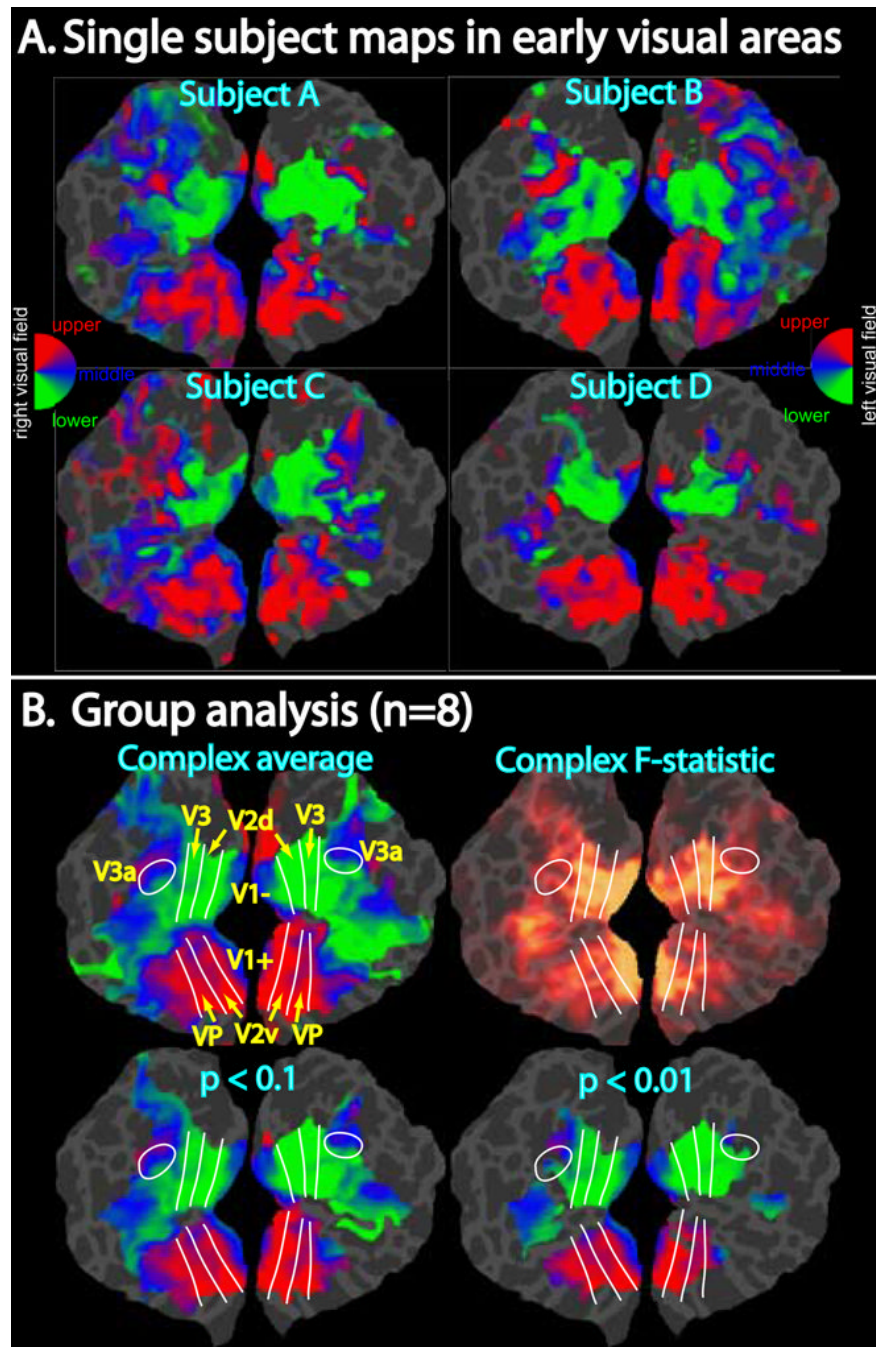 A. Single subject maps in early visual areas
Subject A
Subject B
right visual field
upper
middle
lower
upper
middle
lower
left visual field
Subject C
Subject D
B. Group analysis (n=8)
Complex average
Complex F-statistic
V3
V2d
V3
V3a
V3a
V1-
V1+
VP
V2v
VP
p < 0.1
p < 0.01